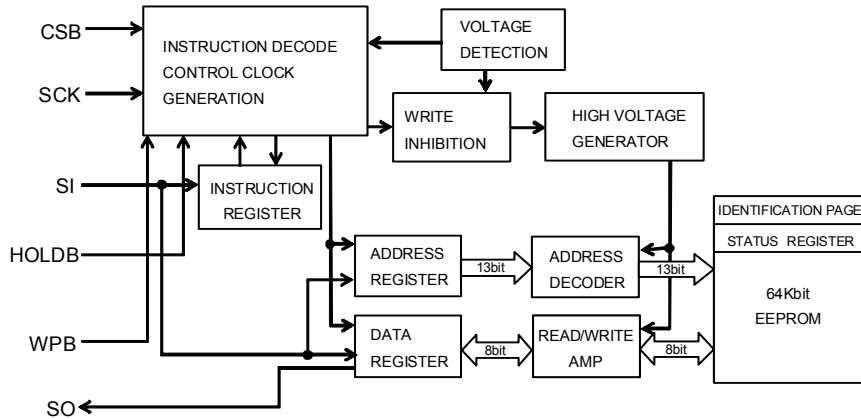 CSB
SCK
SI
HOLDB
WPB
SO
INSTRUCTION DECODE
CONTROL CLOCK
GENERATION
VOLTAGE
DETECTION
WRITE
INHIBITION
HIGH VOLTAGE
GENERATOR
INSTRUCTION
REGISTER
ADDRESS
REGISTER
13bit
ADDRESS
DECODER
13bit
DATA
REGISTER
8bit
READ/WRITE
AMP
8bit
IDENTIFICATION PAGE
STATUS REGISTER
64Kbit
EEPROM